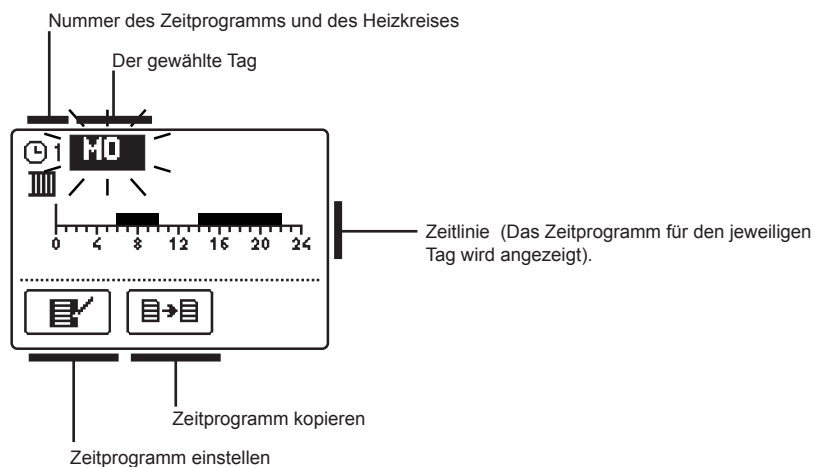 Nummer des Zeitprogramms und des Heizkreises
Der gewählte Tag
1 MO
0 4 8 12 16 20 24
Zeitlinie (Das Zeitprogramm für den jeweiligen
Tag wird angezeigt).
Zeitprogramm kopieren
Zeitprogramm einstellen